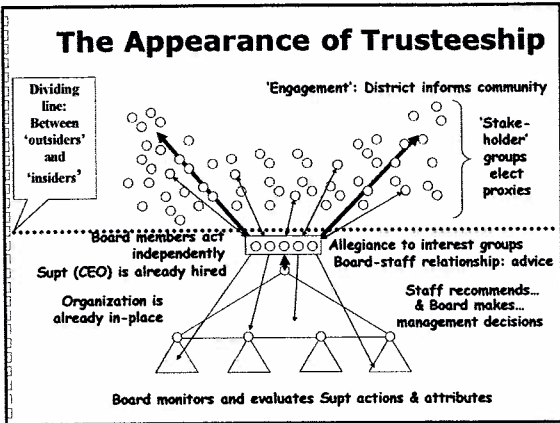 The Appearance of Trusteeship
Dividing
line:
Between
'outsiders'
and
'insiders'
'Engagement': District informs community
'Stake-
holder'
groups
elect
proxies
Board members act
independently
Supt (CEO) is already hired
Allegiance to interest groups
Board-staff relationship: advice
Organization is
already in-place
Staff recommends...
& Board makes...
management decisions
Board monitors and evaluates Supt actions & attributes